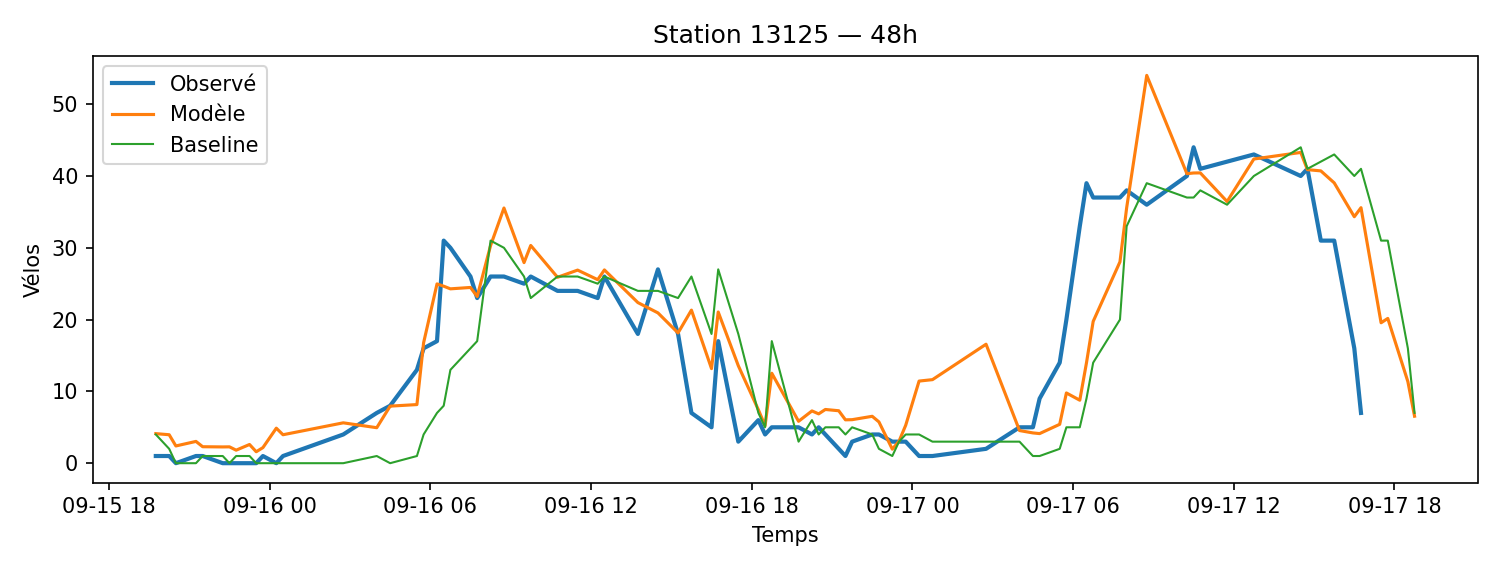 Station 13125 — 48h
Observé
Modèle
Baseline
50
40
30
20
10
0
Vélos
09-15 18
09-16 00
09-16 06
09-16 12
09-16 18
09-17 00
09-17 06
09-17 12
09-17 18
Temps